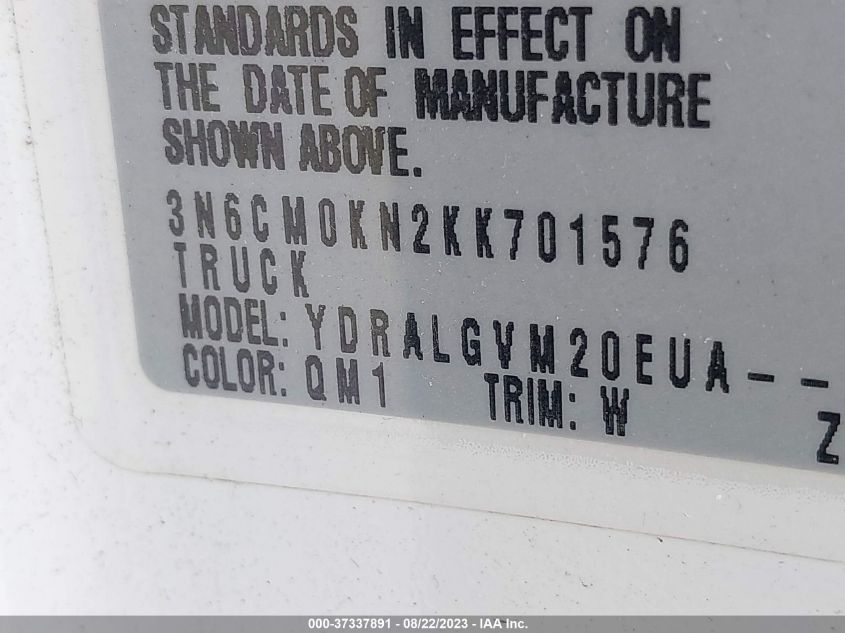 STANDARDS IN EFFECT ON
THE DATE OF MANUFACTURE
SHOWN ABOVE.
3N6CM0KN2KK701576
TRUCK
MODEL: YDRALGVM20EUA--
COLOR: QM1 TRIM: W
Z
000-37337891 - 08/22/2023 - IAA Inc.